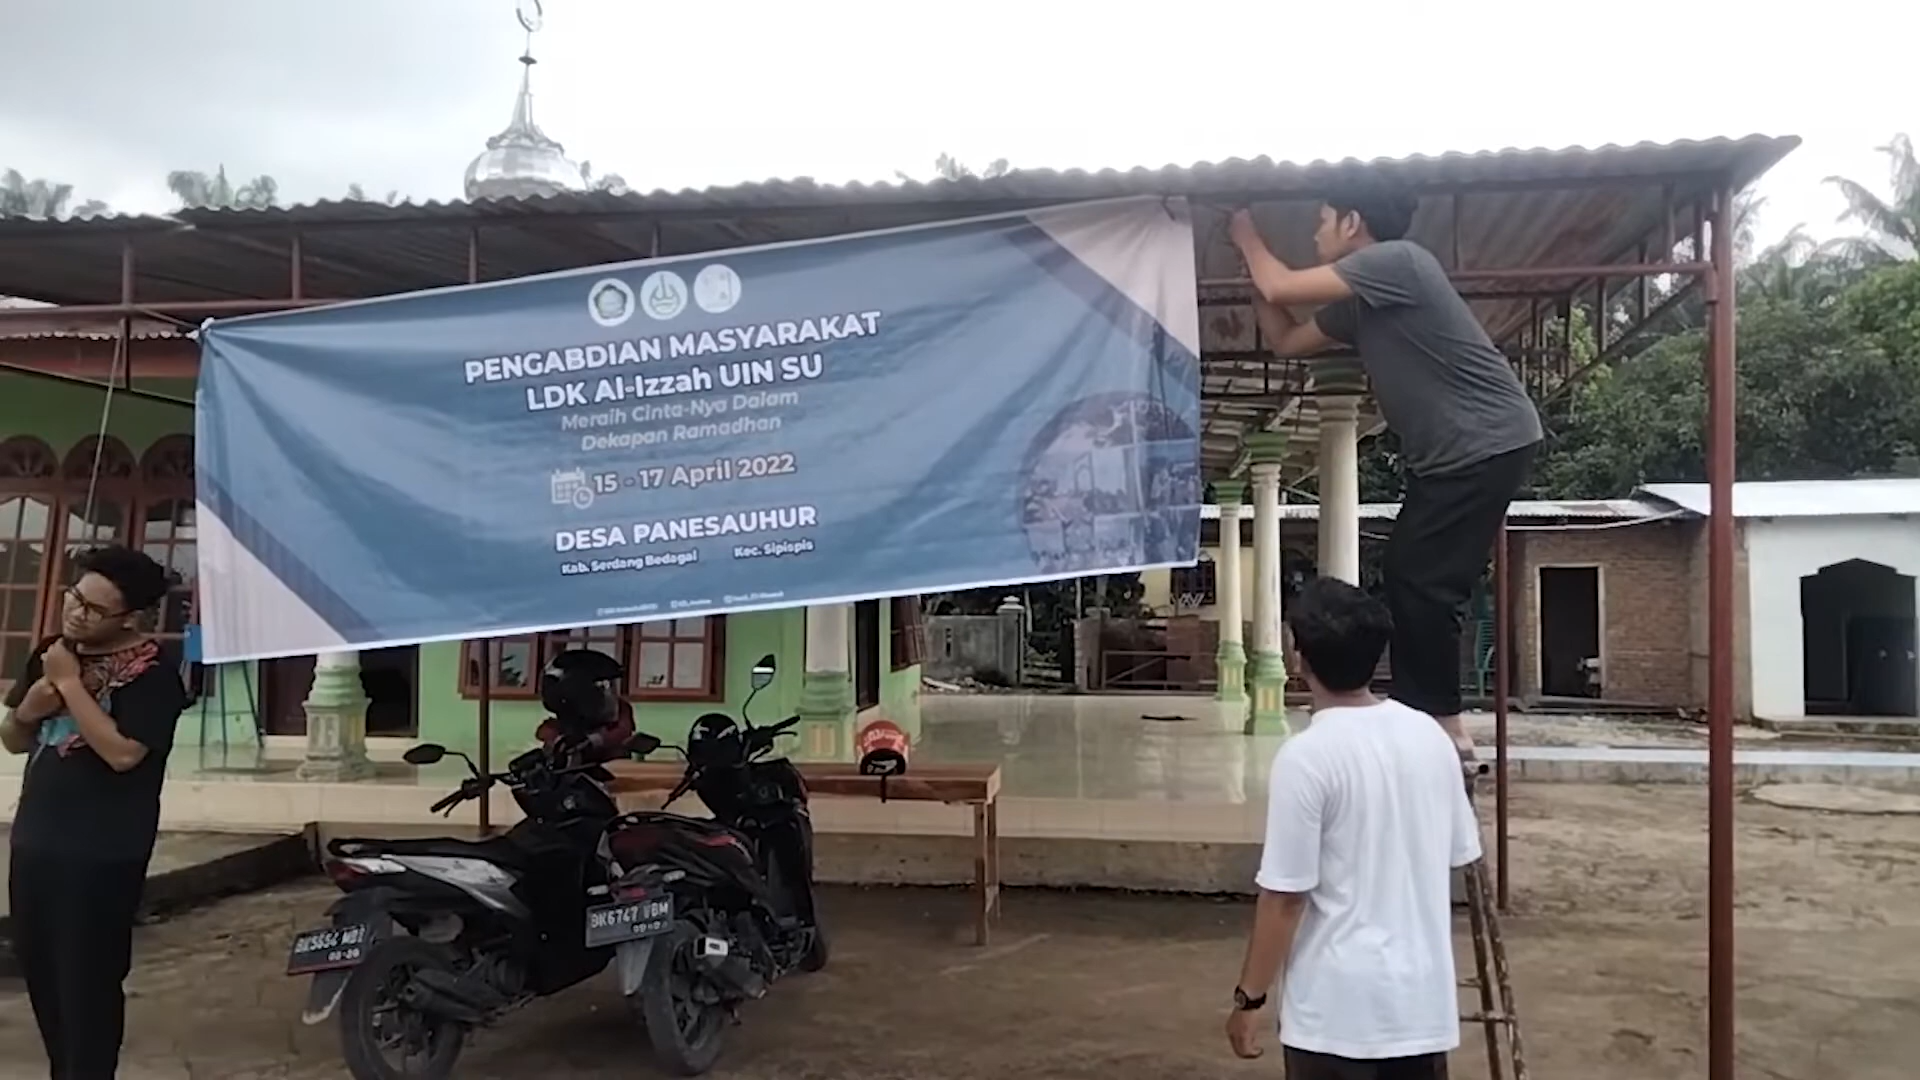 PENGABDIAN MASYARAKAT
LDK Al-Izzah UIN SU
Meraih Cinta-Nya Dalam
Dekapan Ramadhan
15 - 17 April 2022
DESA PANESAUHUR
Kab. Serdang Bedagai Kec. Sipispis
BK 6747 VBM